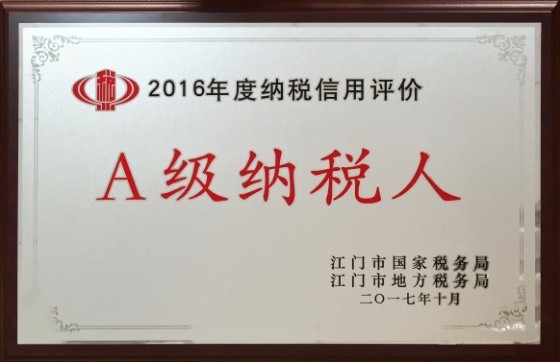 税
2016年度纳税信用评价
A级纳税人
江门市国家税务局
江门市地方税务局
二〇一七年十月